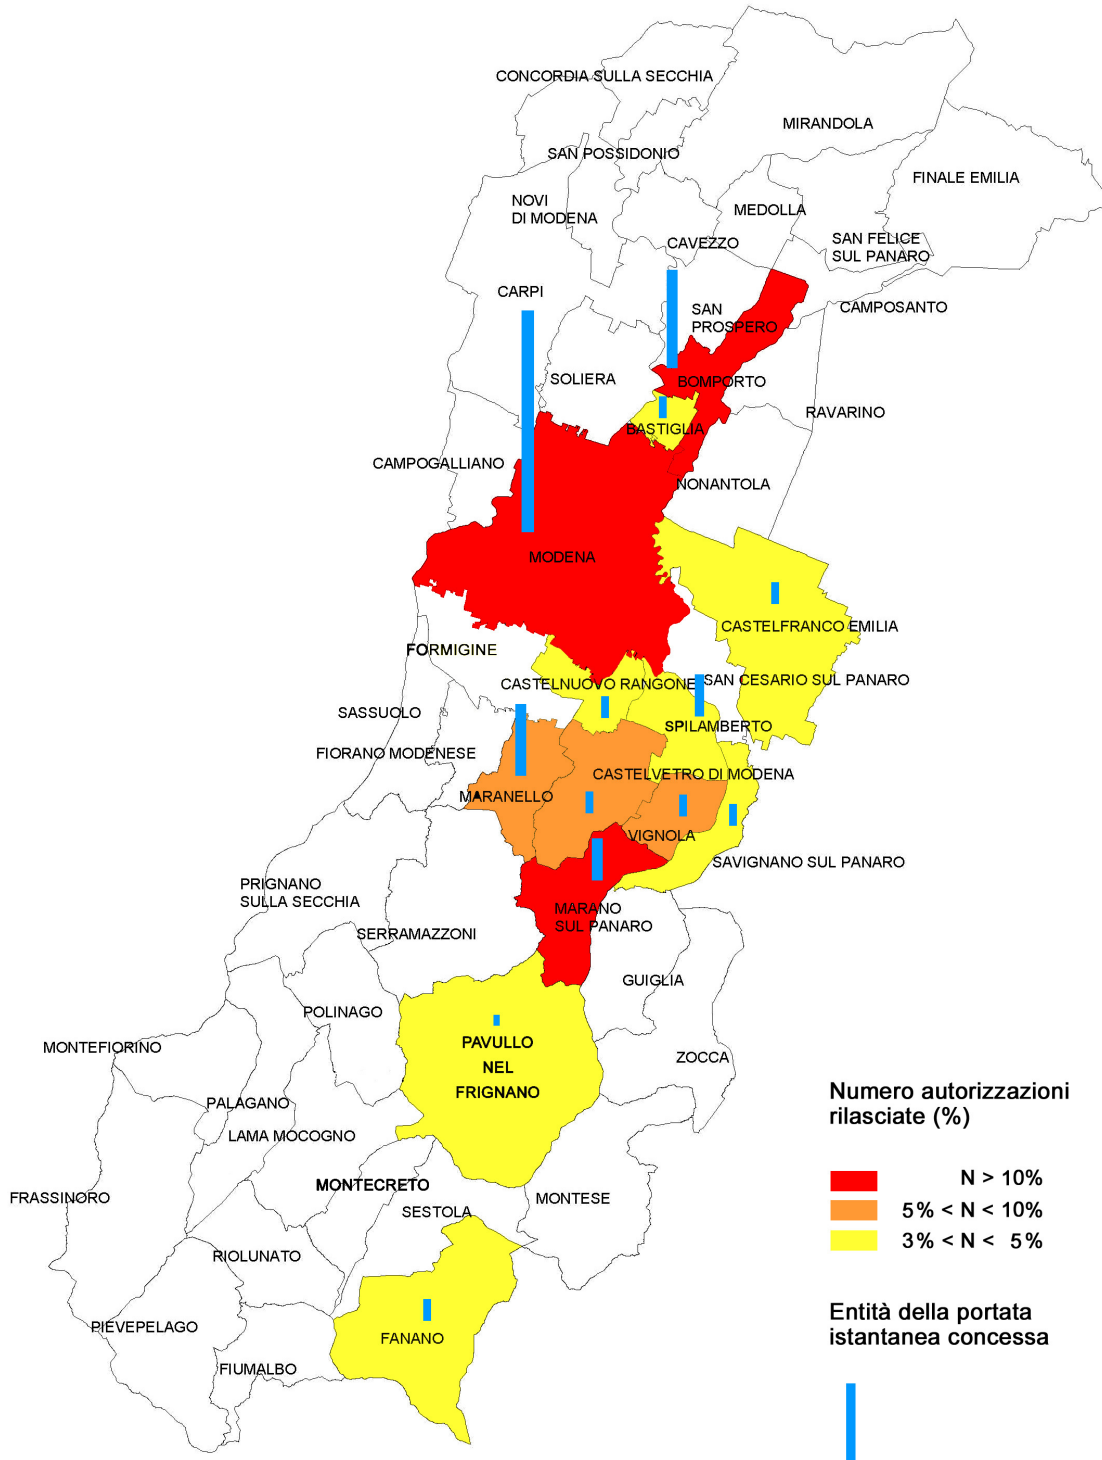 CONCORDIA SULLA SECCHIA
MIRANDOLA
SAN POSSIDONIO
FINALE EMILIA
NOVI
DI MODENA
MEDOLLA
CAVEZZO
SAN FELICE
SUL PANARO
CARPI
CAMPOSANTO
SAN
PROSPERO
SOLIERA
BOMPORTO
RAVARINO
BASTIGLIA
CAMPOGALLIANO
NONANTOLA
MODENA
CASTELFRANCO EMILIA
FORMIGINE
SAN CESARIO SUL PANARO
CASTELNUOVO RANGONE
SASSUOLO
SPILAMBERTO
FIORANO MODENESE
CASTELVETRO DI MODENA
MARANELLO
VIGNOLA
SAVIGNANO SUL PANARO
PRIGNANO
SULLA SECCHIA
MARANO
SUL PANARO
SERRAMAZZONI
GUIGLIA
POLINAGO
MONTEFIORINO
PAVULLO
NEL
FRIGNANO
ZOCCA
PALAGANO
LAMA MOCOGNO
MONTECRETO
FRASSINORO
MONTESE
SESTOLA
RIOLUNATO
PIEVEPELAGO
FANANO
FIUMALBO
Numero autorizzazioni
rilasciate (%)
N > 10%
5% < N < 10%
3% < N < 5%
Entità della portata
istantanea concessa